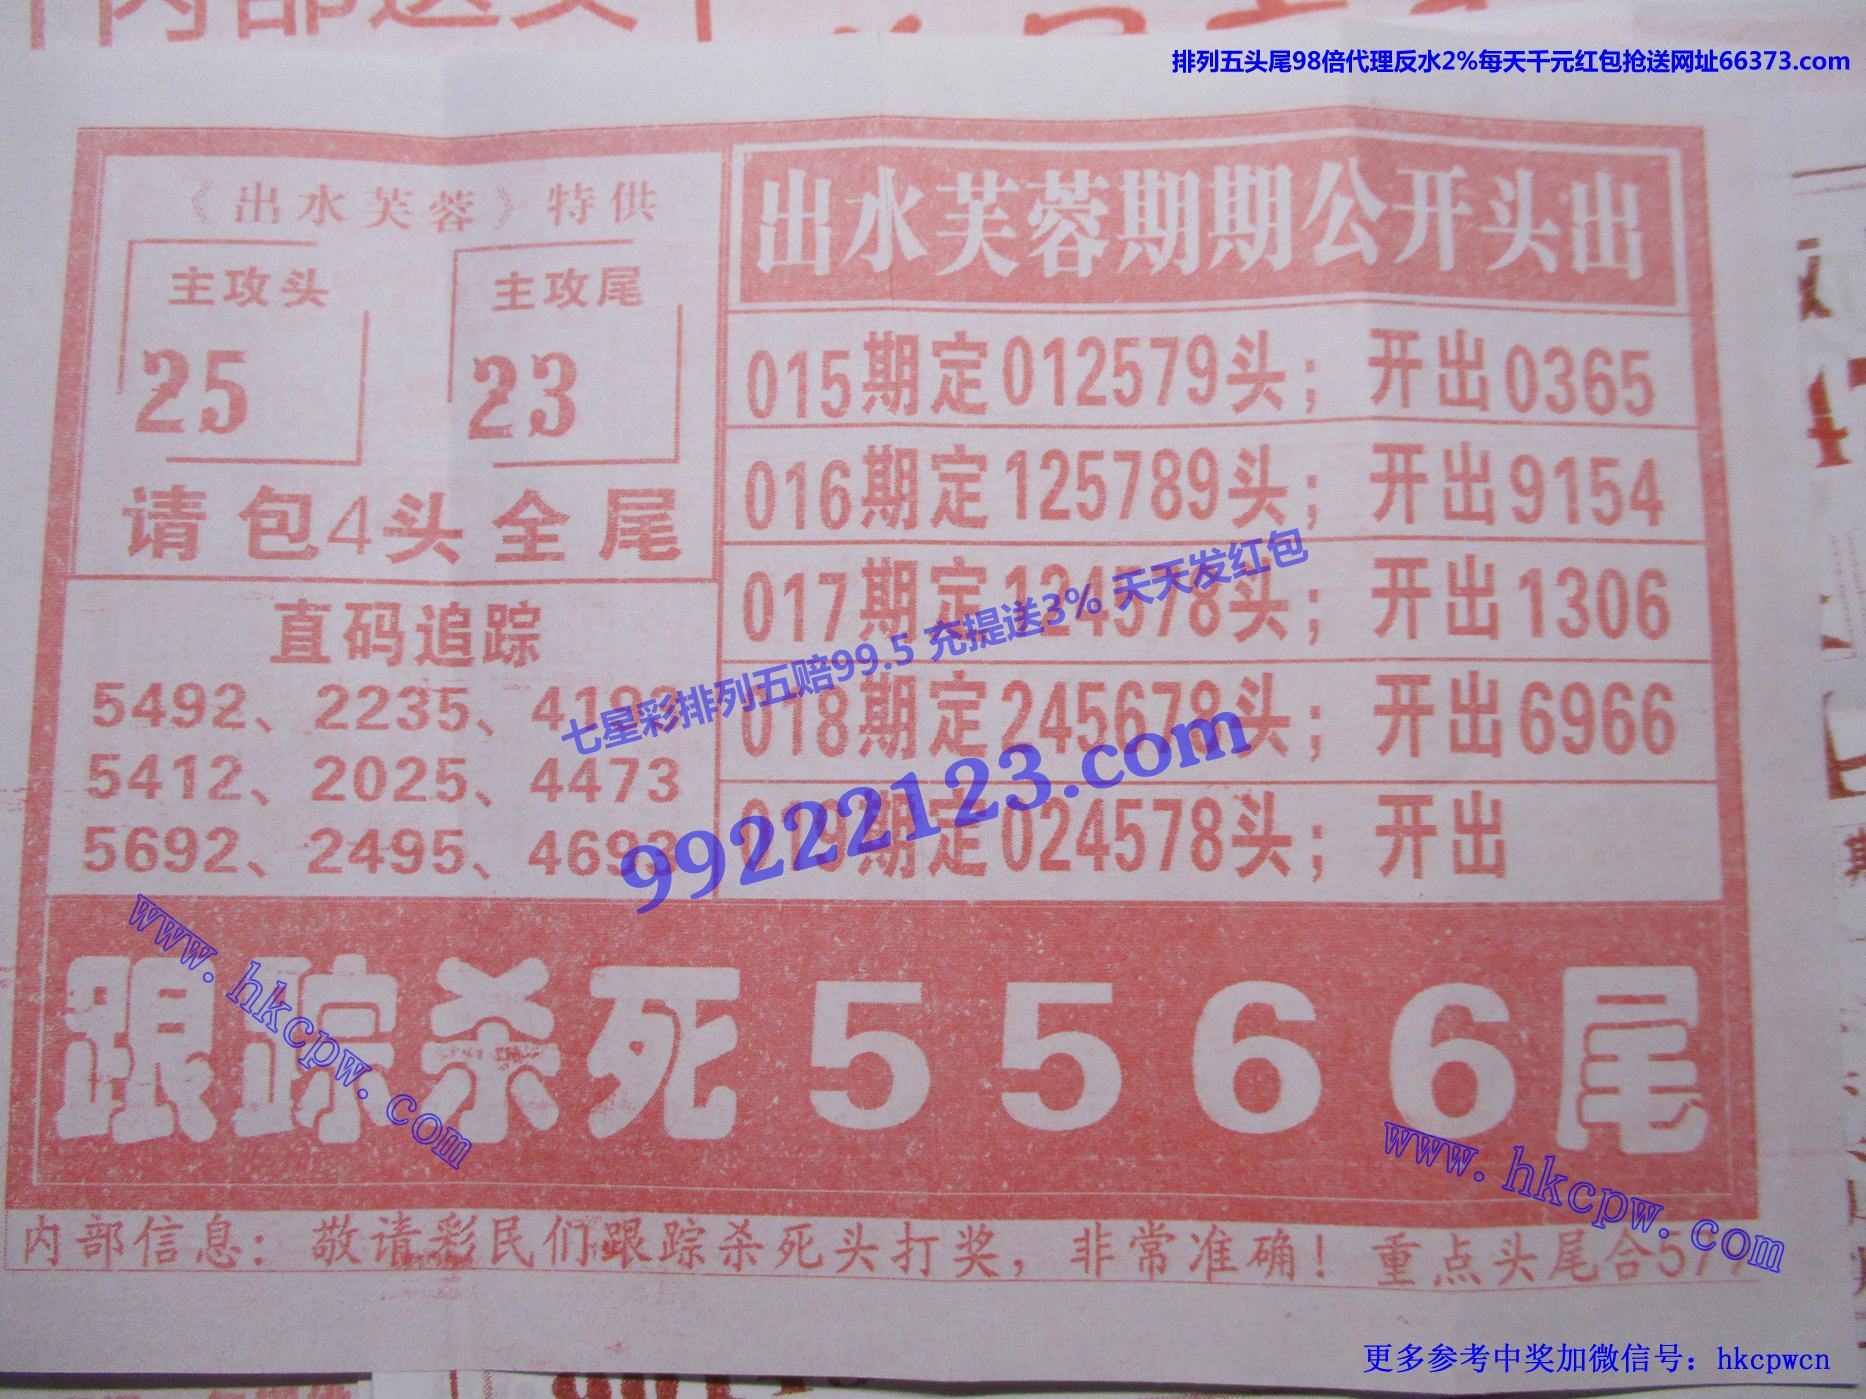 排列五头尾98倍代理反水2%每天千元红包抢送网址66373.com
《出水芙蓉》特供
主攻头
25
主攻尾
23
请包4头全尾
直码追踪
5492、2235、4193
5412、2025、4473
5692、2495、4693
出水芙蓉期期公开头出
015期定012579头；开出0365
016期定125789头；开出9154
017期定124578头；开出1306
018期定245678头；开出6966
期定024578头；开出
七星彩排列五赔99.5 充提送3% 天天发红包
99222123.com
跟踪杀死5566尾
www.hkcpw.com
www.hkcpw.com
内部信息：敬请彩民们跟踪杀死头打奖，非常准确！重点头尾合5
更多参考中奖加微信号：hkcpwcn